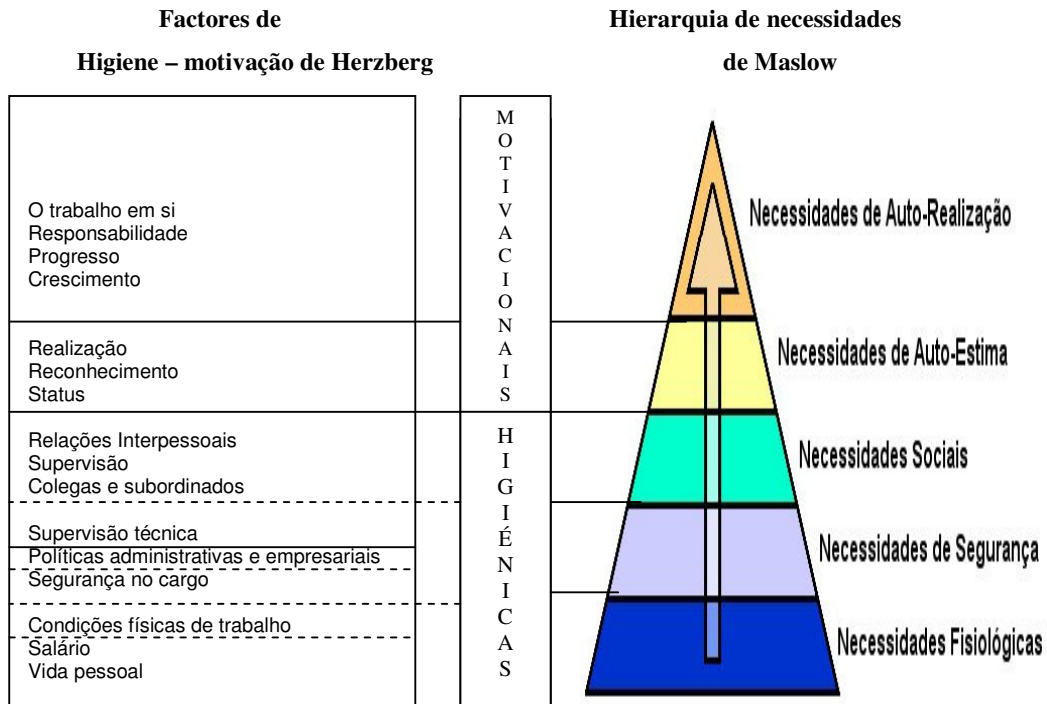 Factores de
Higiene – motivação de Herzberg
Hierarquia de necessidades
de Maslow
O trabalho em si
Responsabilidade
Progresso
Crescimento
Realização
Reconhecimento
Status
Relações Interpessoais
Supervisão
Colegas e subordinados
Supervisão técnica
Políticas administrativas e empresariais
Segurança no cargo
Condições físicas de trabalho
Salário
Vida pessoal
MOTIVACIONAIS
HIGIÉNICAS
Necessidades de Auto-Realização
Necessidades de Auto-Estima
Necessidades Sociais
Necessidades de Segurança
Necessidades Fisiológicas